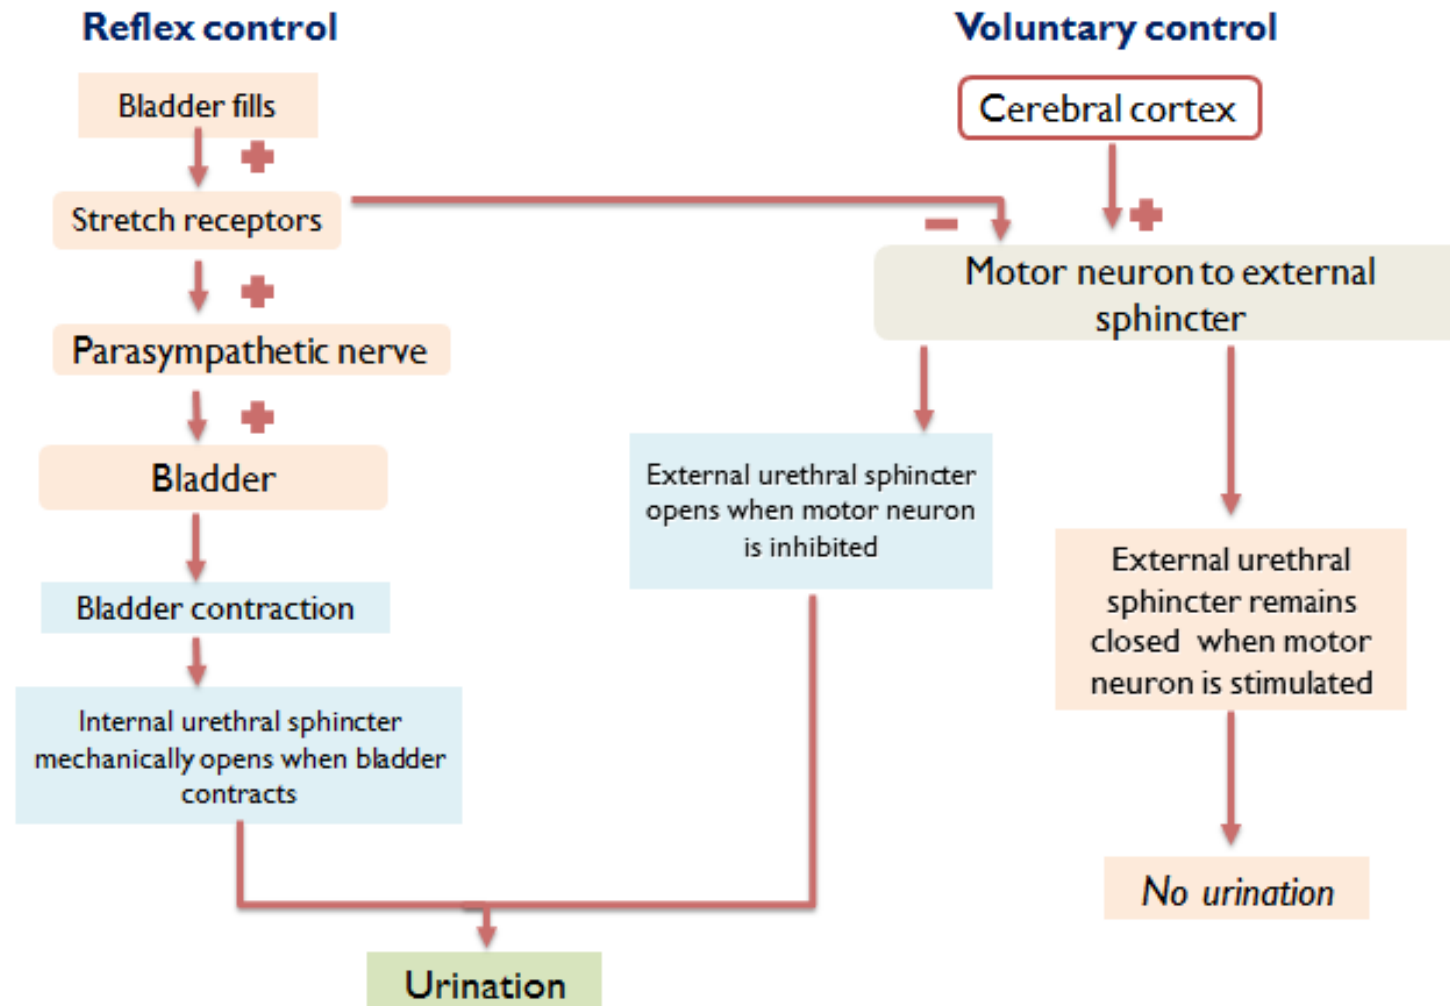 Reflex control
Voluntary control
Bladder fills
Cerebral cortex
+
Stretch receptors
− +
Motor neuron to external
sphincter
+
Parasympathetic nerve
+
Bladder
External urethral sphincter
opens when motor neuron
is inhibited
External urethral
sphincter remains
closed when motor
neuron is stimulated
Bladder contraction
Internal urethral sphincter
mechanically opens when bladder
contracts
No urination
Urination